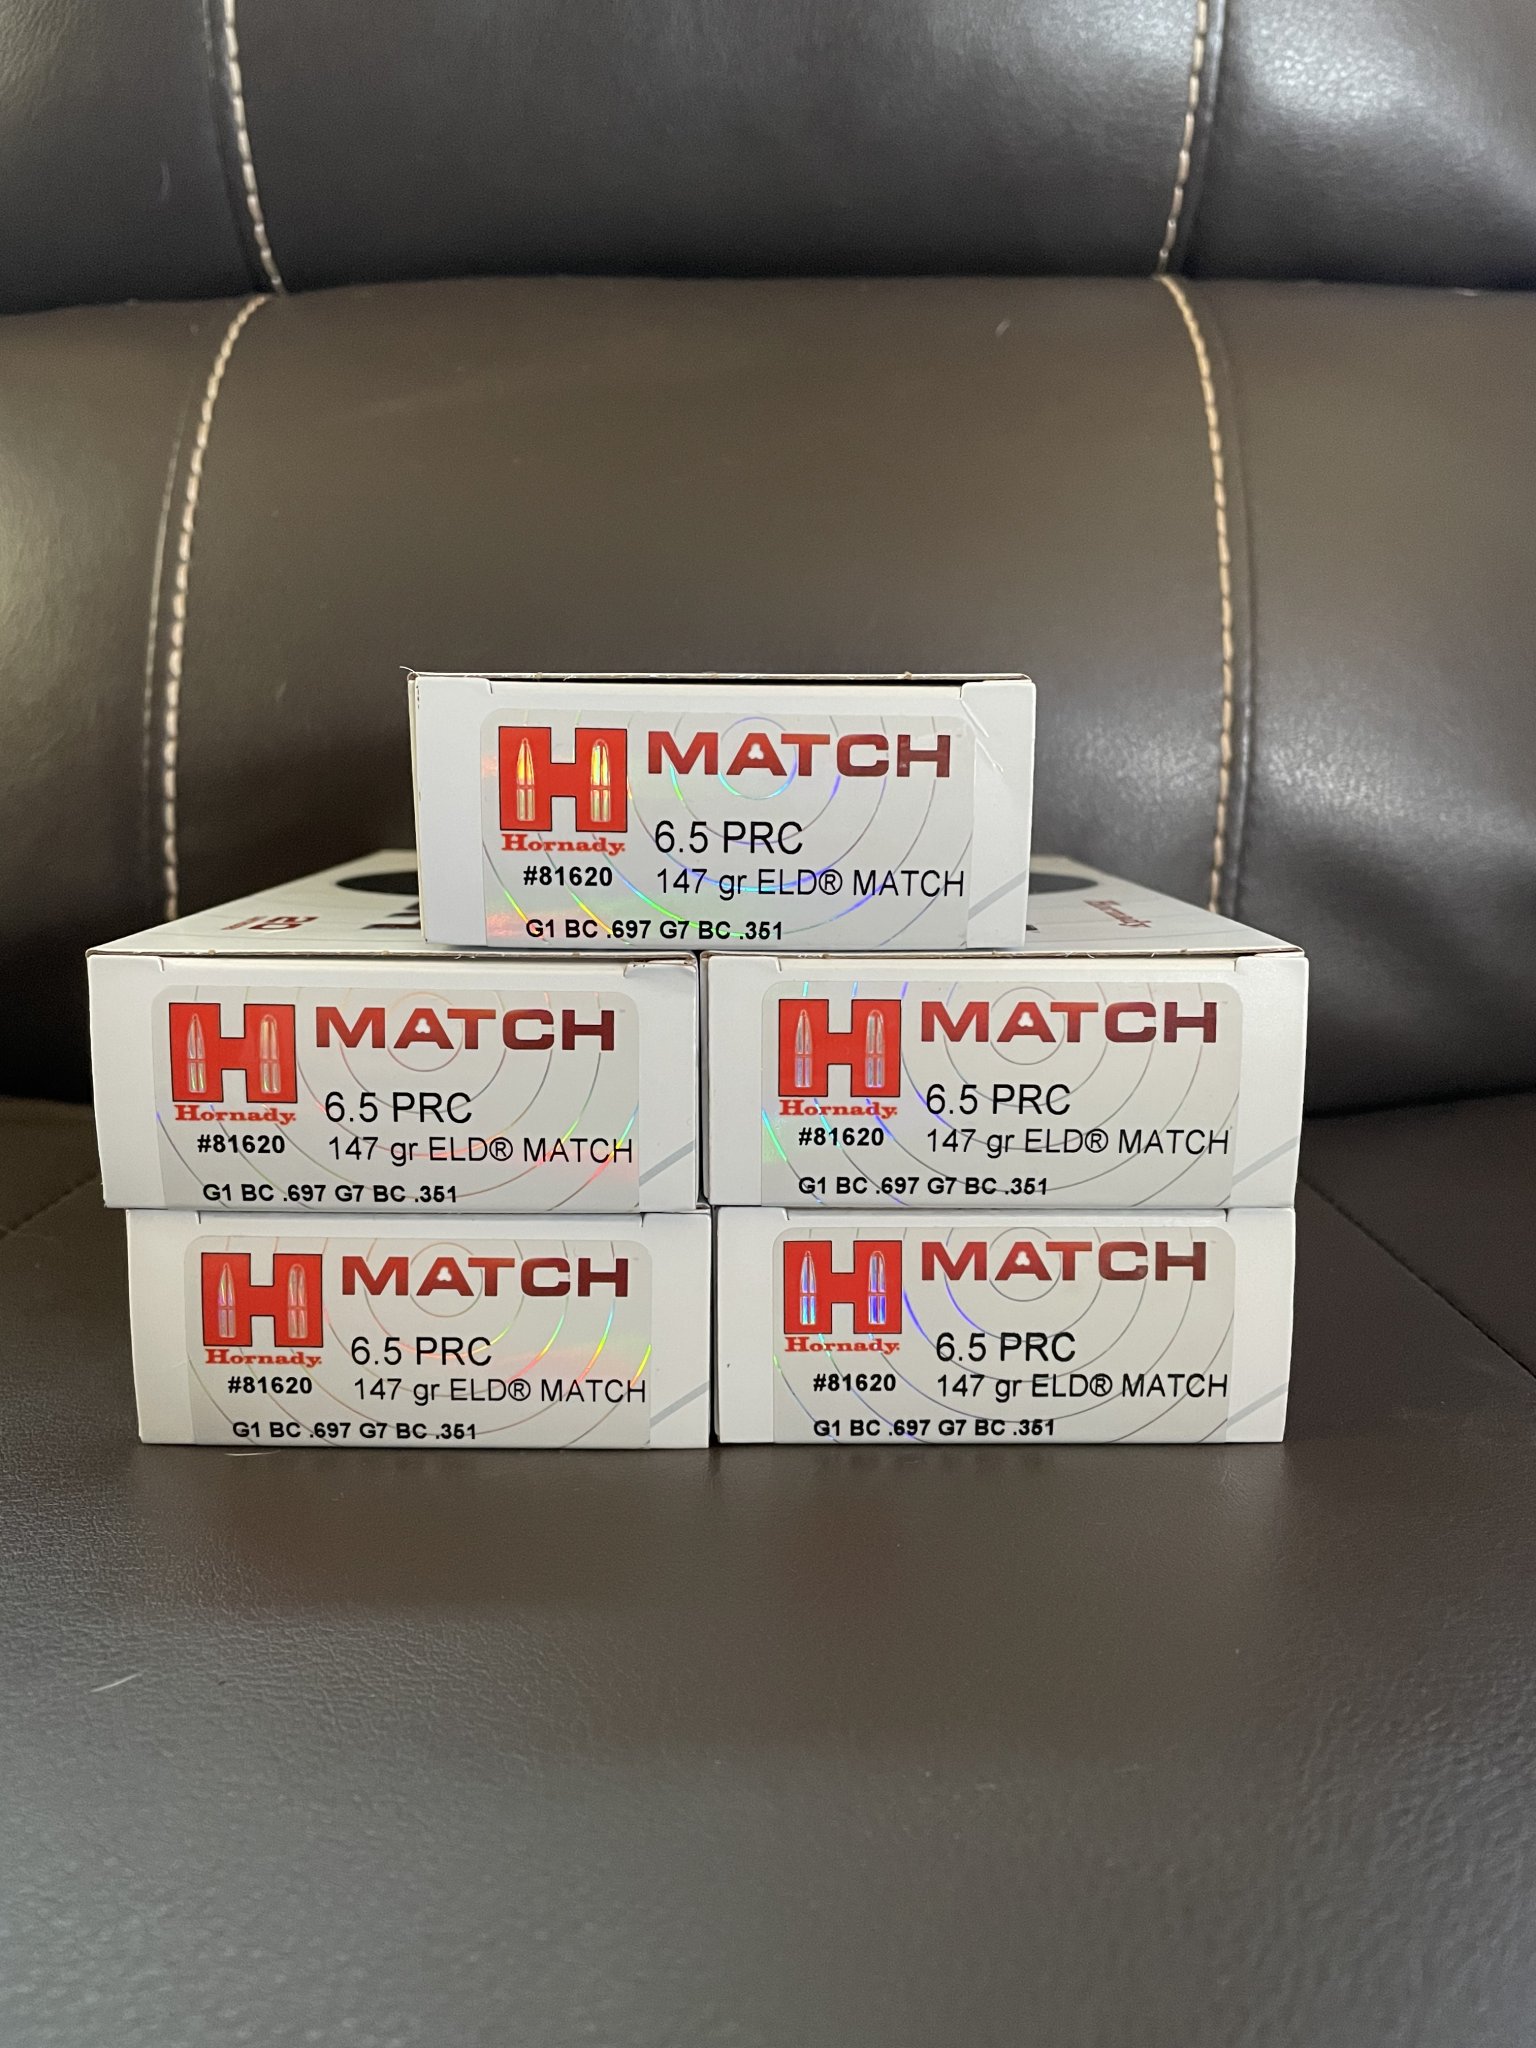 MATCH
Hornady
6.5 PRC
#81620
147 gr ELD® MATCH
G1 BC .697 G7 BC .351
Hornady
MATCH
Hornady
6.5 PRC
#81620
147 gr ELD® MATCH
G1 BC .697 G7 BC .351
MATCH
Hornady
6.5 PRC
#81620
147 gr ELD® MATCH
G1 BC .697 G7 BC .351
MATCH
Hornady
6.5 PRC
#81620
147 gr ELD® MATCH
G1 BC .697 G7 BC .351
MATCH
Hornady
6.5 PRC
#81620
147 gr ELD® MATCH
G1 BC .697 G7 BC .351